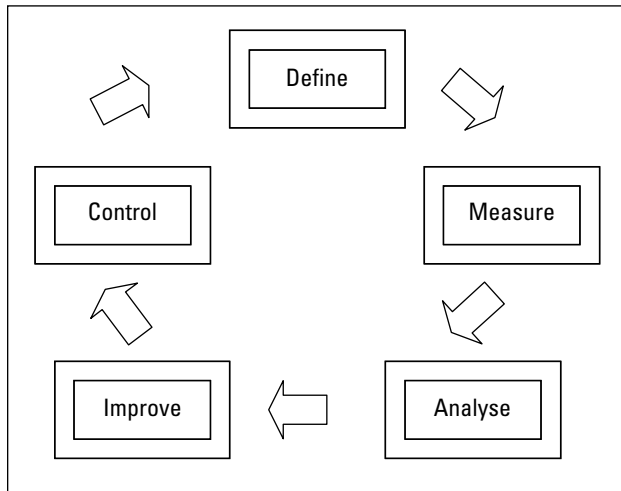 Define
Measure
Analyse
Improve
Control